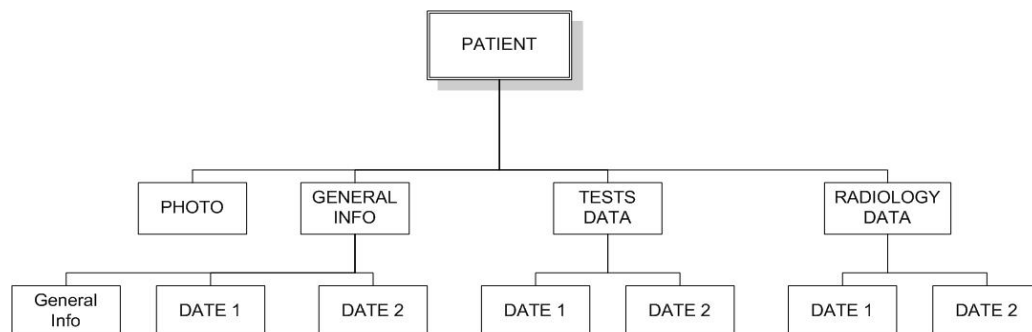 PATIENT
PHOTO
GENERAL
INFO
TESTS
DATA
RADIOLOGY
DATA
General
Info
DATE 1
DATE 2
DATE 1
DATE 2
DATE 1
DATE 2